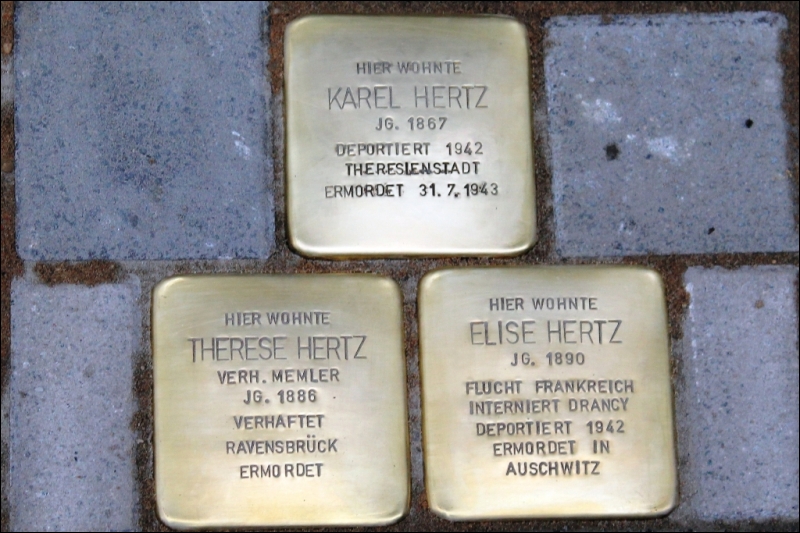 HIER WOHNTE
KAREL HERTZ
JG. 1867
DEPORTIERT 1942
THERESIENSTADT
ERMORDET 31.7.1943
HIER WOHNTE
THERESE HERTZ
VERH. MEMLER
JG. 1886
VERHAFTET
RAVENSBRÜCK
ERMORDET
HIER WOHNTE
ELISE HERTZ
JG. 1890
FLUCHT FRANKREICH
INTERNIERT DRANCY
DEPORTIERT 1942
ERMORDET IN
AUSCHWITZ